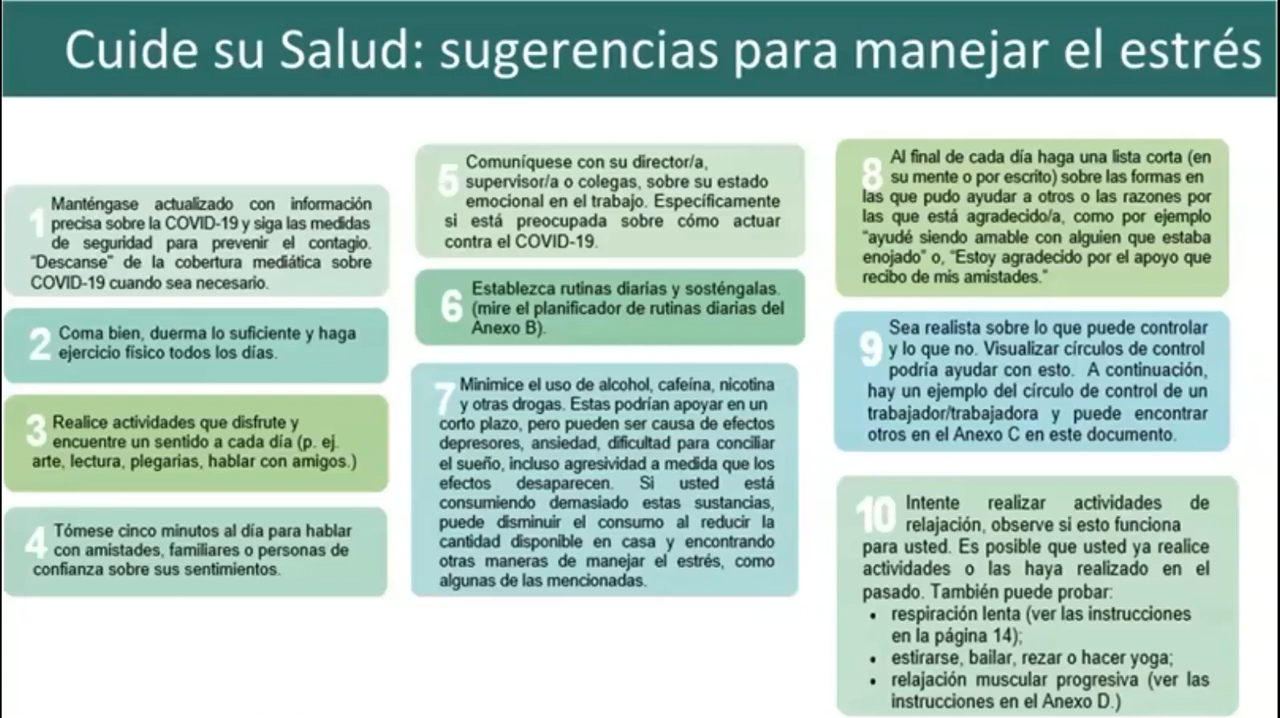 Cuide su Salud: sugerencias para manejar el estrés
1 Manténgase actualizado con información
precisa sobre la COVID-19 y siga las medidas
de seguridad para prevenir el contagio.
“Descanse” de la cobertura mediática sobre
COVID-19 cuando sea necesario.
2 Coma bien, duerma lo suficiente y haga
ejercicio físico todos los días.
3 Realice actividades que disfrute y
encuentre un sentido a cada día (p. ej.
arte, lectura, plegarias, hablar con amigos.)
4 Tómese cinco minutos al día para hablar
con amistades, familiares o personas de
confianza sobre sus sentimientos.
5 Comuníquese con su director/a,
supervisor/a o colegas, sobre su estado
emocional en el trabajo. Específicamente
si está preocupada sobre cómo actuar
contra el COVID-19.
6 Establezca rutinas diarias y sosténgalas.
(mire el planificador de rutinas diarias del
Anexo B).
7 Minimice el uso de alcohol, cafeína, nicotina
y otras drogas. Estas podrían apoyar en un
corto plazo, pero pueden ser causa de efectos
depresores, ansiedad, dificultad para conciliar
el sueño, incluso agresividad a medida que los
efectos desaparecen. Si usted está
consumiendo demasiado estas sustancias,
puede disminuir el consumo al reducir la
cantidad disponible en casa y encontrando
otras maneras de manejar el estrés, como
algunas de las mencionadas.
8 Al final de cada día haga una lista corta (en
su mente o por escrito) sobre las formas en
las que pudo ayudar a otros o las razones por
las que está agradecido/a, como por ejemplo
“ayudé siendo amable con alguien que estaba
enojado” o, “Estoy agradecido por el apoyo que
recibo de mis amistades.”
9 Sea realista sobre lo que puede controlar
y lo que no. Visualizar círculos de control
podría ayudar con esto. A continuación,
hay un ejemplo del círculo de control de un
trabajador/trabajadora y puede encontrar
otros en el Anexo C en este documento.
10 Intente realizar actividades de
relajación, observe si esto funciona
para usted. Es posible que usted ya realice
actividades o las haya realizado en el
pasado. También puede probar:
• respiración lenta (ver las instrucciones
en la página 14);
• estirarse, bailar, rezar o hacer yoga;
• relajación muscular progresiva (ver las
instrucciones en el Anexo D.)